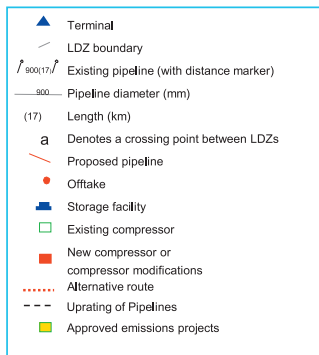 Terminal
LDZ boundary
900(17) Existing pipeline (with distance marker)
900 Pipeline diameter (mm)
(17) Length (km)
a Denotes a crossing point between LDZs
Proposed pipeline
Offtake
Storage facility
Existing compressor
New compressor or
compressor modifications
Alternative route
Uprating of Pipelines
Approved emissions projects